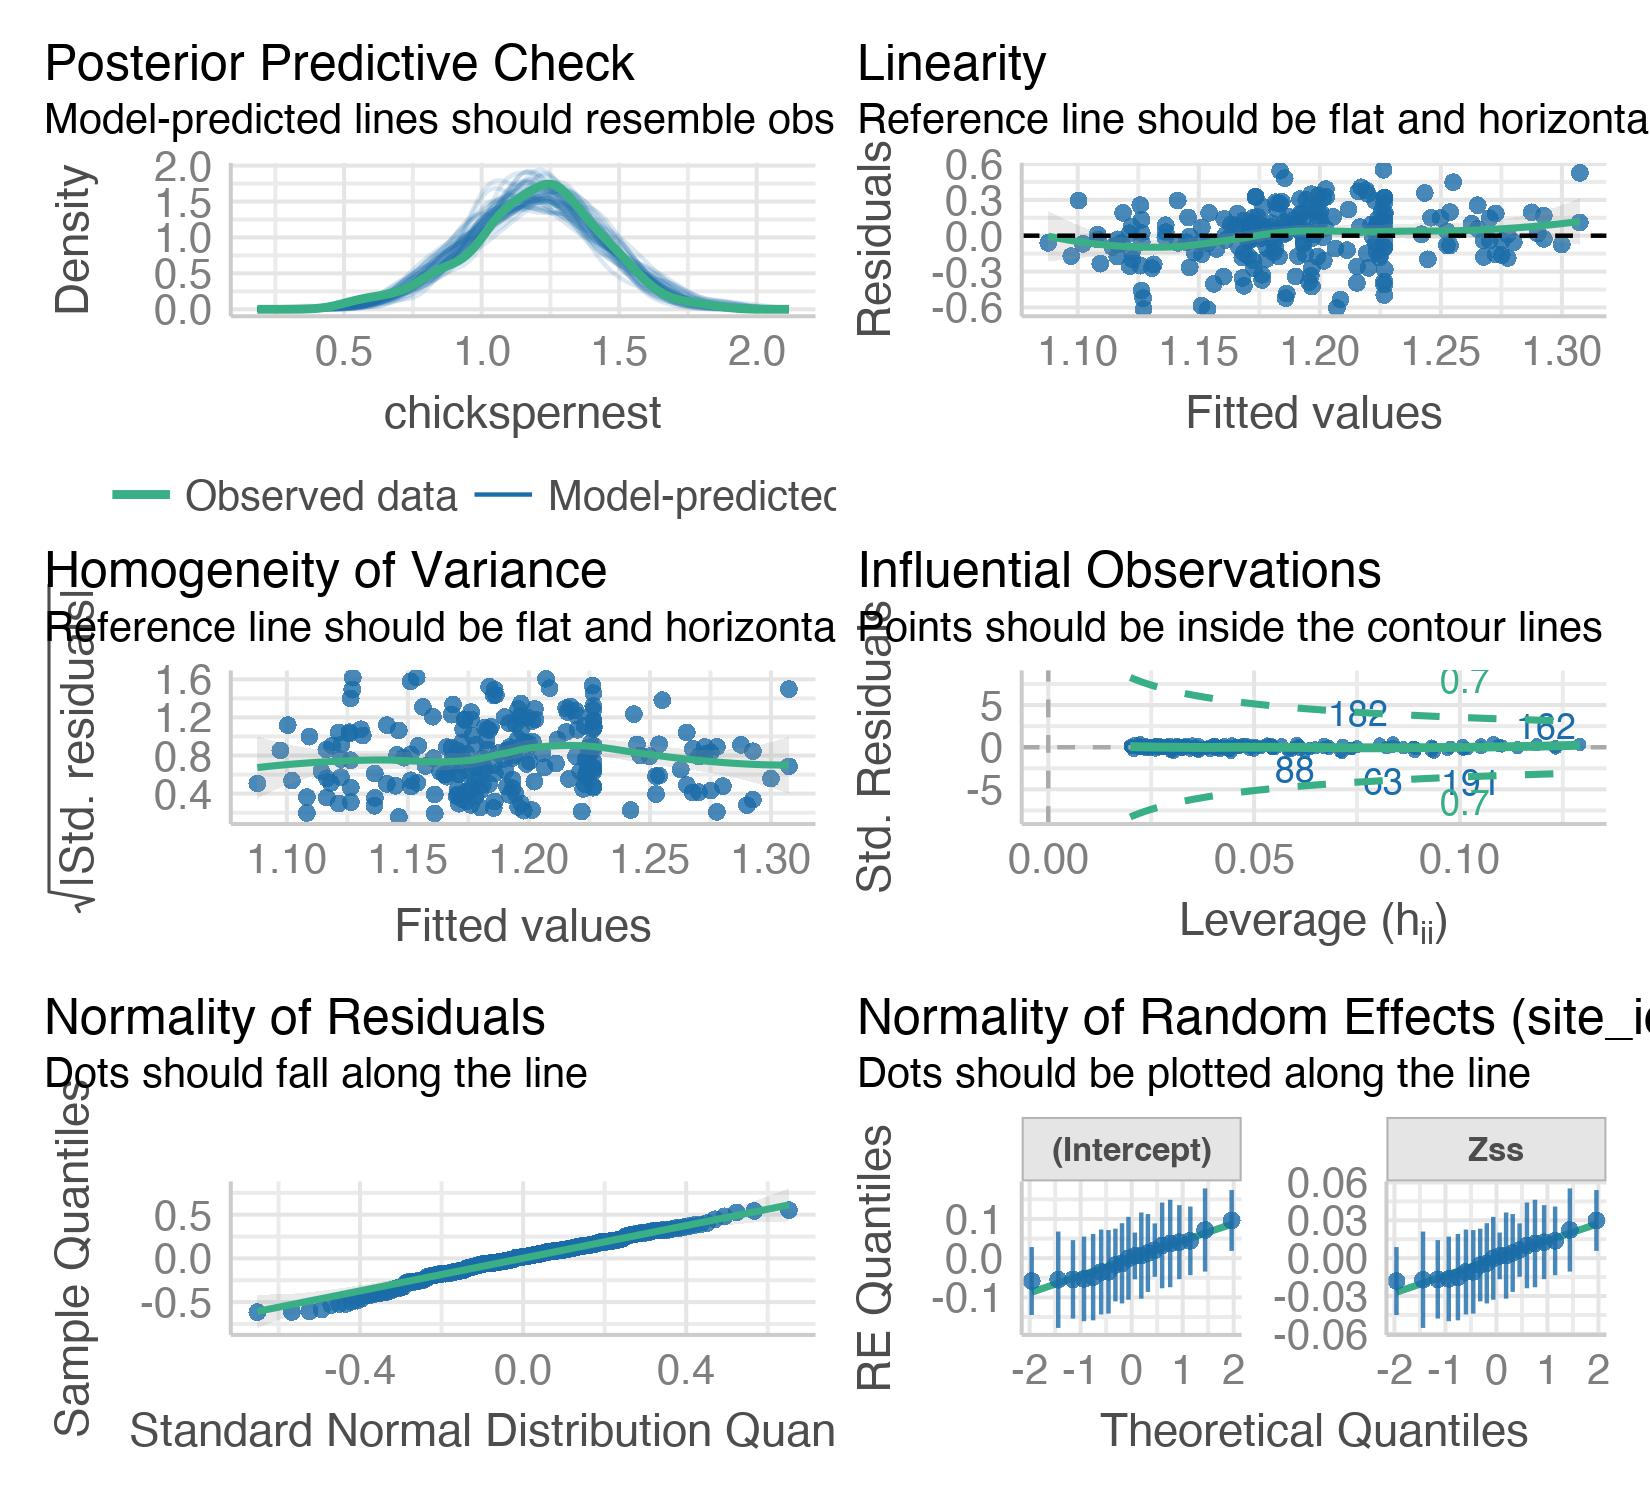 Posterior Predictive Check
Model-predicted lines should resemble obs
Density
2.0
1.5
1.0
0.5
0.0
0.5 1.0 1.5 2.0
chickspernest
Observed data Model-predicted
Linearity
Reference line should be flat and horizonta
Residuals
0.6
0.3
0.0
-0.3
-0.6
1.10 1.15 1.20 1.25 1.30
Fitted values
Homogeneity of Variance
Reference line should be flat and horizonta
√|Std. residuals|
1.6
1.2
0.8
0.4
1.10 1.15 1.20 1.25 1.30
Fitted values
Influential Observations
Points should be inside the contour lines
Std. Residuals
5
0
-5
0.7
182
162
88
63
191
0.7
0.00 0.05 0.10
Leverage (hii)
Normality of Residuals
Dots should fall along the line
Sample Quantiles
0.5
0.0
-0.5
-0.4 0.0 0.4
Standard Normal Distribution Quan
Normality of Random Effects (site_id
Dots should be plotted along the line
RE Quantiles
(Intercept)
0.1
0.0
-0.1
-2 -1 0 1 2
Zss
0.06
0.03
0.00
-0.03
-0.06
-2 -1 0 1 2
Theoretical Quantiles